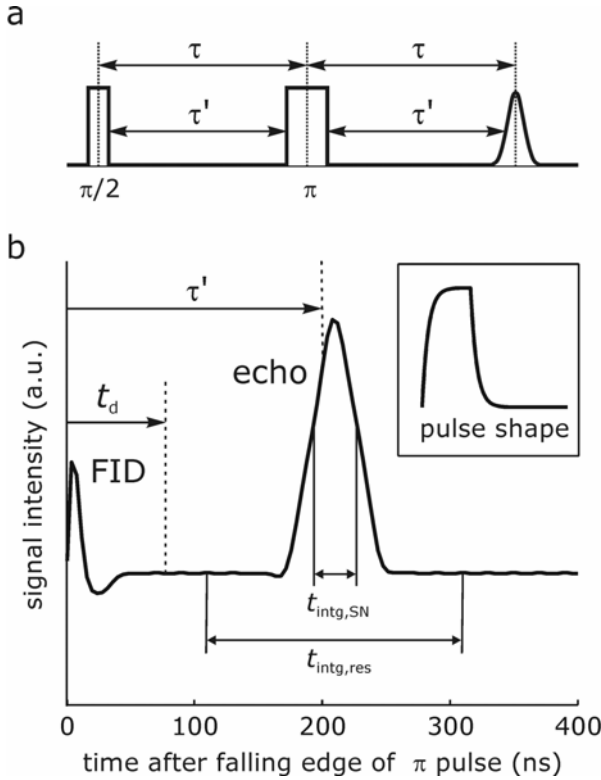 a
τ τ
τ' τ'
π/2 π
b
τ'
echo
t_d
FID
pulse shape
t_intg,SN
t_intg,res
signal intensity (a.u.)
0 100 200 300 400
time after falling edge of π pulse (ns)